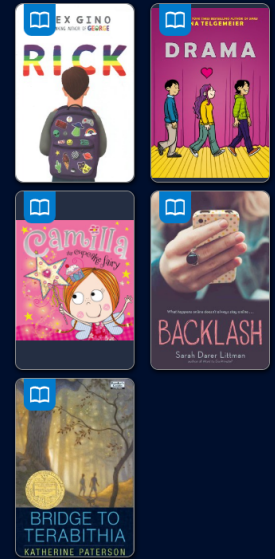 EX GINO
NING AUTHOR OF GEORGE
RICK
A TELGEMEIER
DRAMA
Camilla
the cupcake fairy
What happens online doesn't always stay online...
BACKLASH
Sarah Darer Littman
BRIDGE TO
TERABITHIA
KATHERINE PATERSON